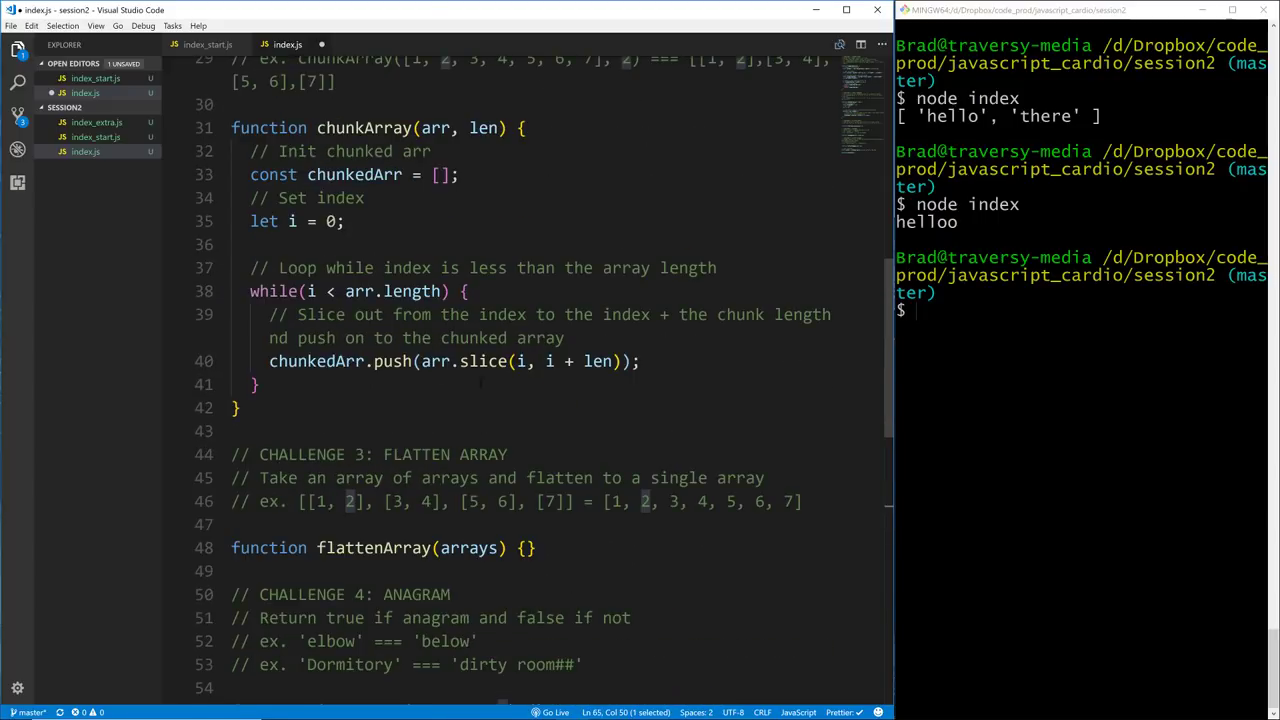 index.js - session2 - Visual Studio Code
File Edit Selection View Go Debug Tasks Help
EXPLORER
OPEN EDITORS 1 UNSAVED
index_start.js U
index.js U
SESSION2
index_extra.js U
index_start.js U
index.js U
index_start.js index.js
29 // ex. chunkArray([1, 2, 3, 4, 5, 6, 7], 2) === [[1, 2],[3, 4],
[5, 6],[7]]
30
31 function chunkArray(arr, len) {
32 // Init chunked arr
33 const chunkedArr = [];
34 // Set index
35 let i = 0;
36
37 // Loop while index is less than the array length
38 while(i < arr.length) {
39 // Slice out from the index to the index + the chunk length
nd push on to the chunked array
40 chunkedArr.push(arr.slice(i, i + len));
41 }
42 }
43
44 // CHALLENGE 3: FLATTEN ARRAY
45 // Take an array of arrays and flatten to a single array
46 // ex. [[1, 2], [3, 4], [5, 6], [7]] = [1, 2, 3, 4, 5, 6, 7]
47
48 function flattenArray(arrays) {}
49
50 // CHALLENGE 4: ANAGRAM
51 // Return true if anagram and false if not
52 // ex. 'elbow' === 'below'
53 // ex. 'Dormitory' === 'dirty room##'
54
master* 0 0 Go Live Ln 65, Col 50 (1 selected) Spaces: 2 UTF-8 CRLF JavaScript Prettier: ✓
MINGW64:/d/Dropbox/code_prod/javascript_cardio/session2
Brad@traversy-media /d/Dropbox/code_
prod/javascript_cardio/session2 (mas
ter)
$ node index
[ 'hello', 'there' ]
Brad@traversy-media /d/Dropbox/code_
prod/javascript_cardio/session2 (mas
ter)
$ node index
helloo
Brad@traversy-media /d/Dropbox/code_
prod/javascript_cardio/session2 (mas
ter)
$